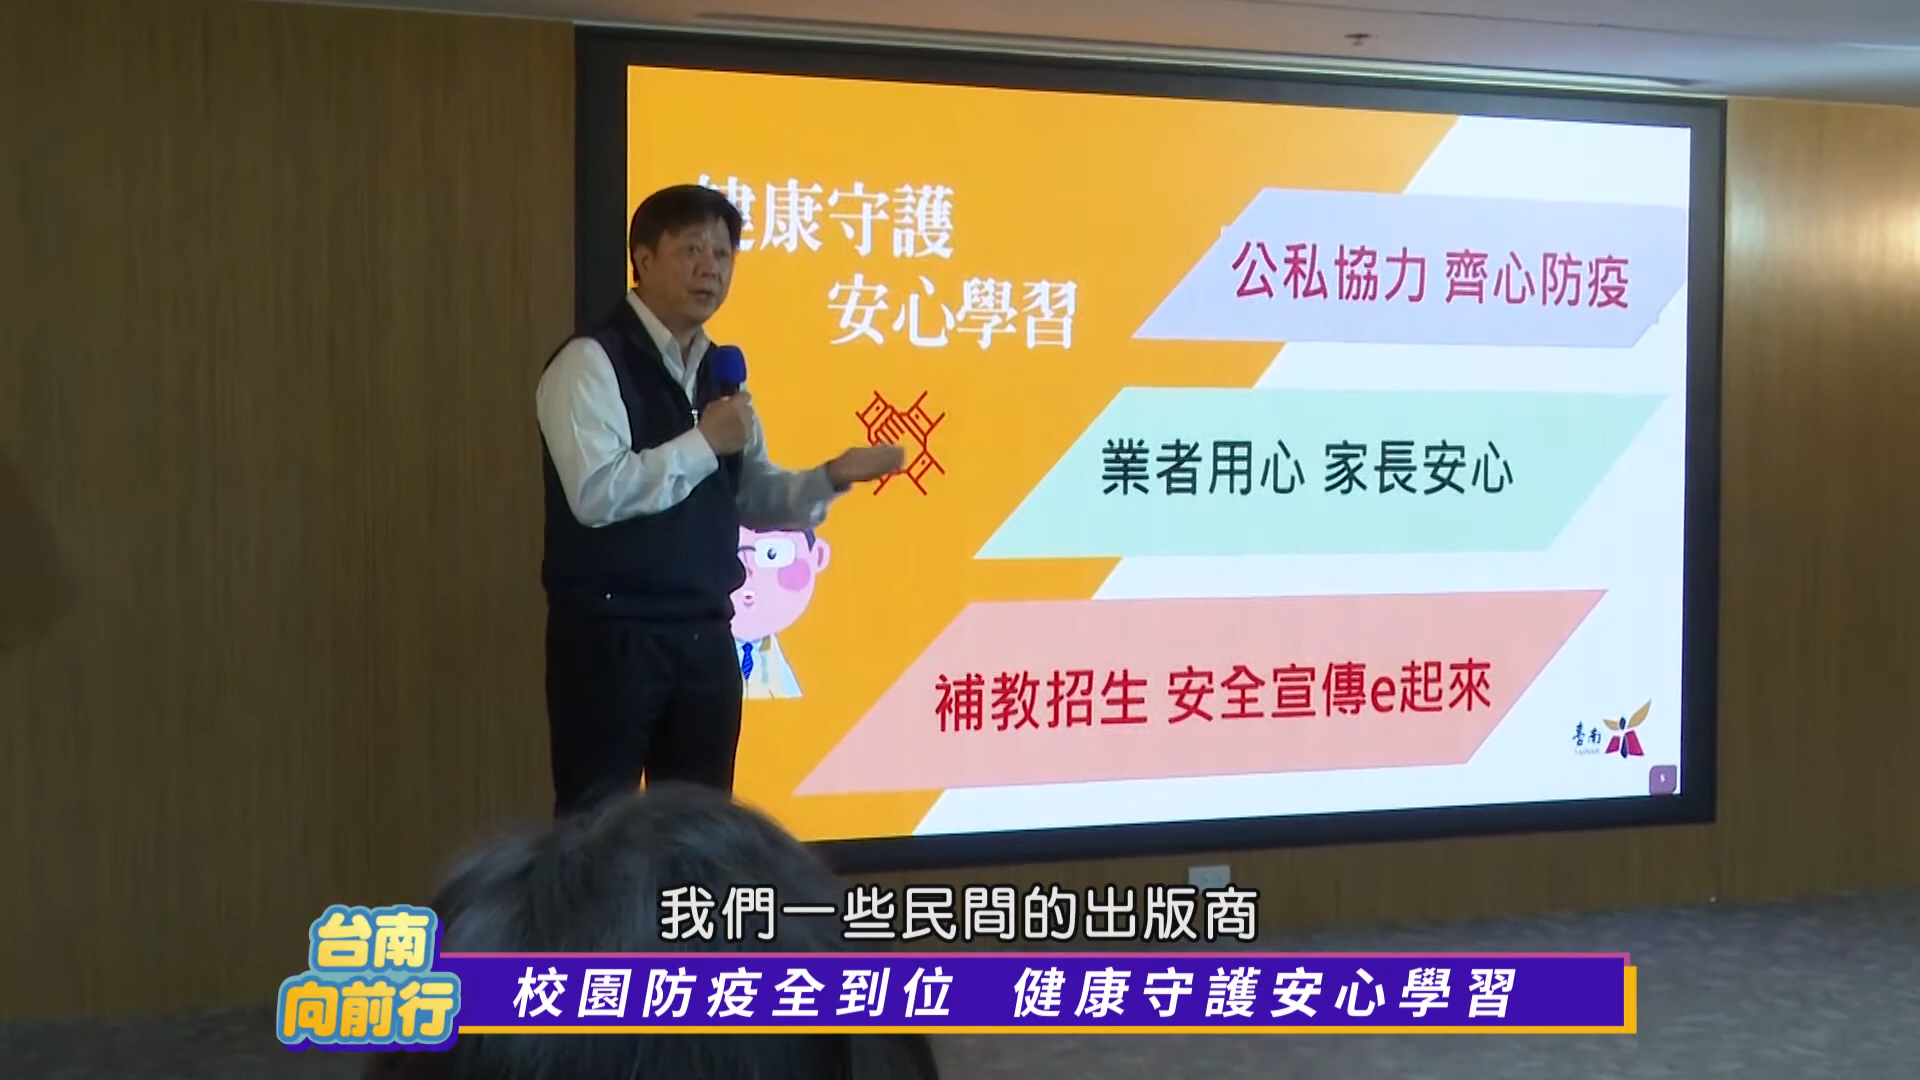 健康守護
安心學習
公私協力 齊心防疫
業者用心 家長安心
補教招生 安全宣傳e起來
臺南
TAINAN
5
我們一些民間的出版商
台南
向前行
校園防疫全到位 健康守護安心學習